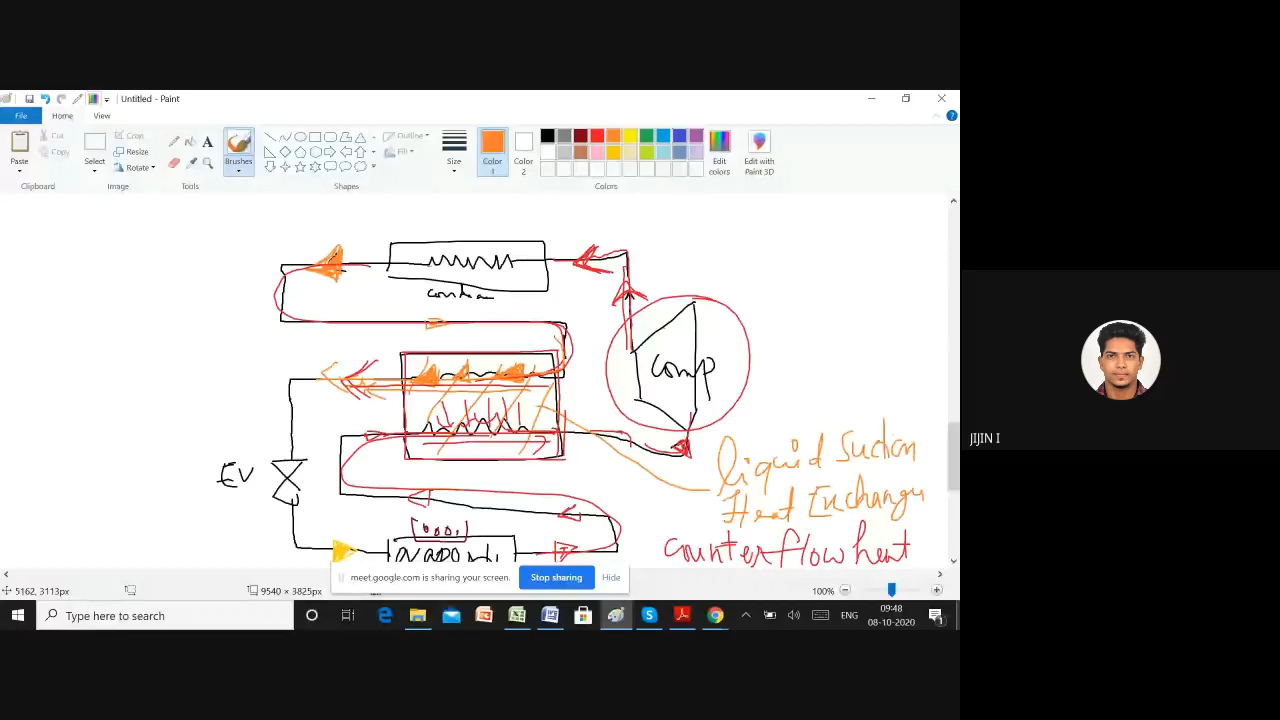 Untitled - Paint
File
Home
View
Paste
Cut
Copy
Clipboard
Select
Crop
Resize
Rotate
Image
Tools
Brushes
Shapes
Outline
Fill
Size
Color 1
Color 2
Edit colors
Edit with Paint 3D
Colors
comp
EV
liquid Suction
Heat Exchanger
counterflow heat
JIJIN I
meet.google.com is sharing your screen.
Stop sharing
Hide
5162, 3113px
9540 × 3825px
100%
Type here to search
ENG
09:48
08-10-2020